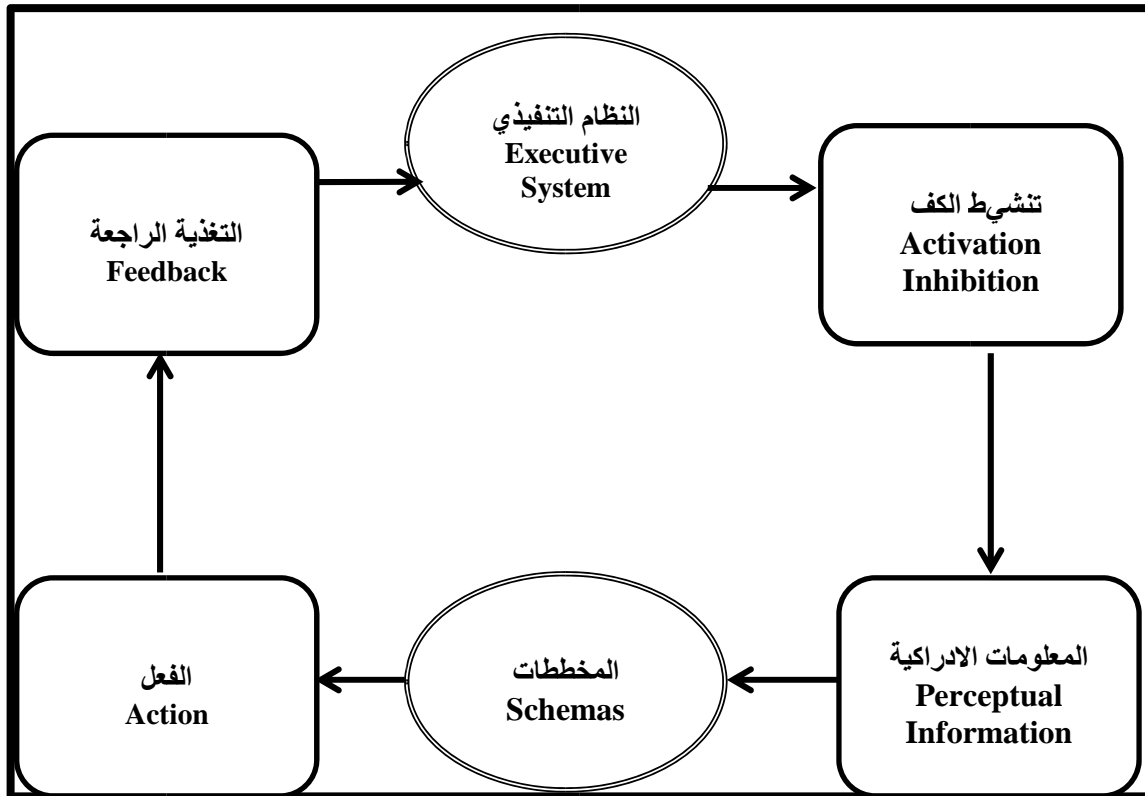 النظام التنفيذي
Executive
System
تنشيط الكف
Activation
Inhibition
التغذية الراجعة
Feedback
المعلومات الادراكية
Perceptual
Information
المخططات
Schemas
الفعل
Action